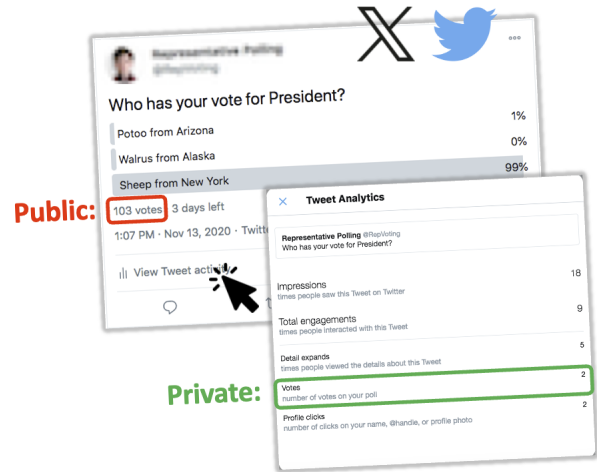 Who has your vote for President?
Potoo from Arizona
1%
Walrus from Alaska
0%
Sheep from New York
99%
Public:
103 votes 3 days left
1:07 PM · Nov 13, 2020 ·
View Tweet activity
Tweet Analytics
Representative Polling @RepVoting
Who has your vote for President?
Impressions
18
times people saw this Tweet on Twitter
Total engagements
9
times people interacted with this Tweet
Detail expands
5
times people viewed the details about this Tweet
Private:
Votes
2
number of votes on your poll
Profile clicks
2
number of clicks on your name, @handle, or profile photo